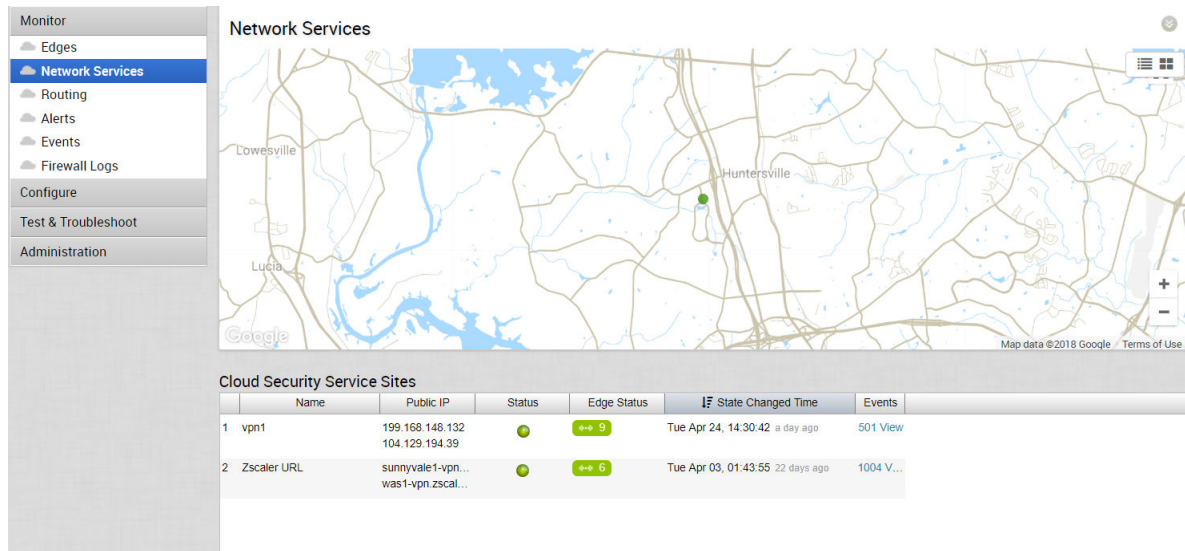 Monitor
Edges
Network Services
Routing
Alerts
Events
Firewall Logs
Configure
Test & Troubleshoot
Administration
Network Services
Lowesville
Huntersville
Lucia
Google
Map data ©2018 Google Terms of Use
Cloud Security Service Sites
Name Public IP Status Edge Status State Changed Time Events
1 vpn1 199.168.148.132 9 Tue Apr 24, 14:30:42 a day ago 501 View
104.129.194.39
2 Zscaler URL sunnyvale1-vpn... 6 Tue Apr 03, 01:43:55 22 days ago 1004 V...
was1-vpn.zscal...